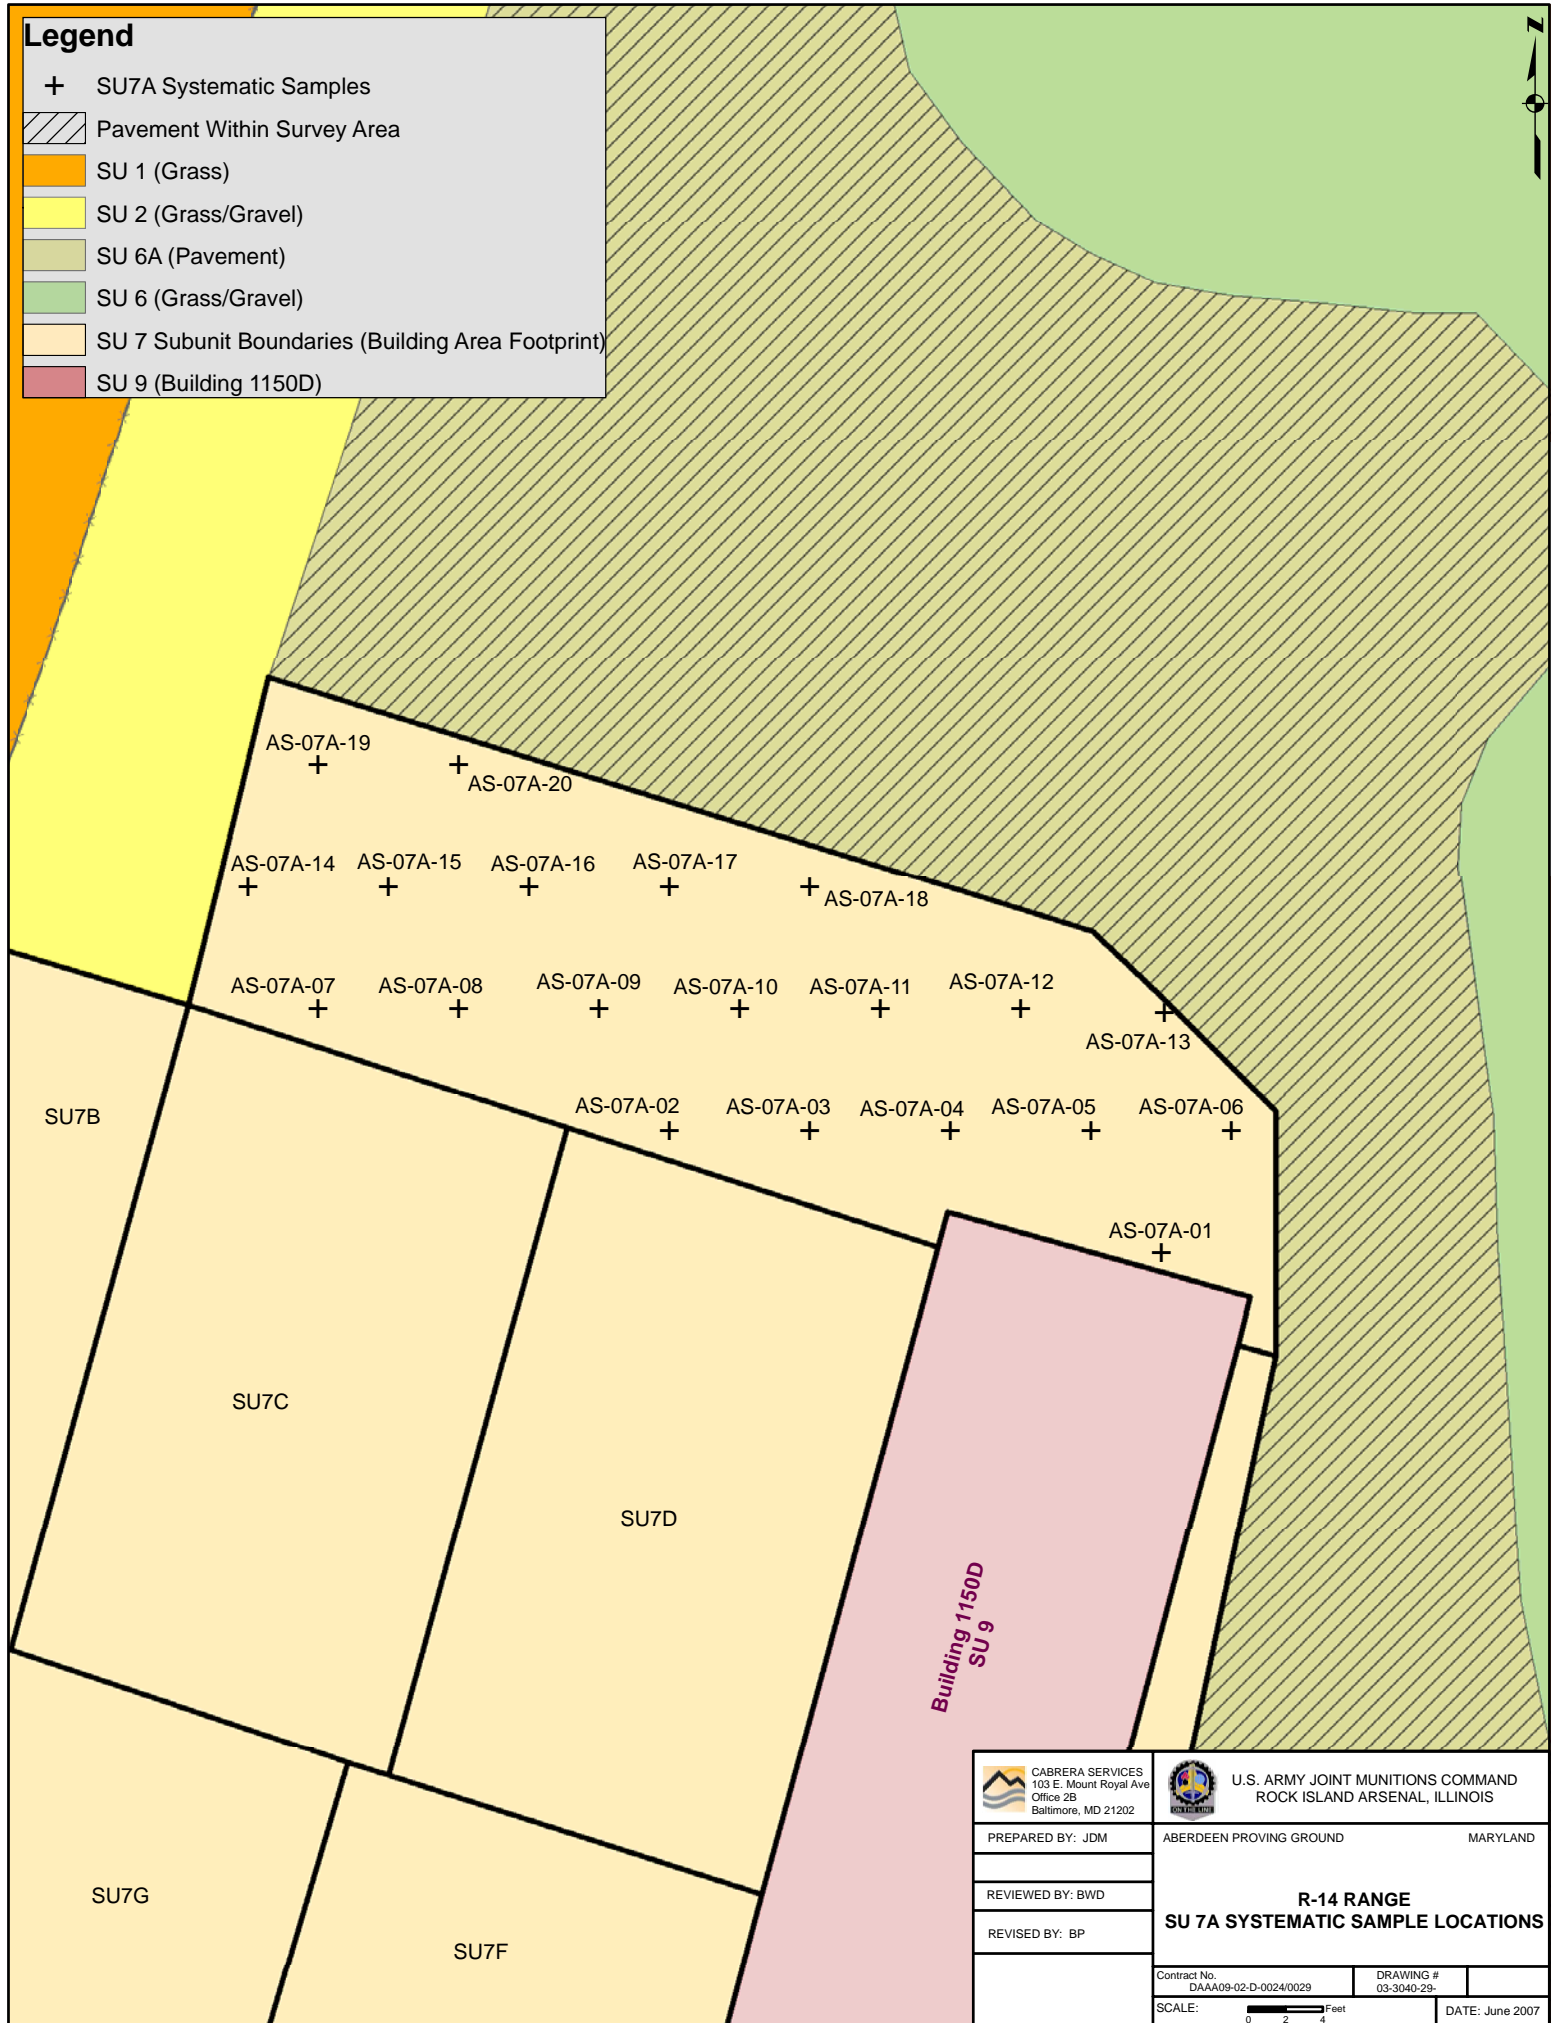 Legend
SU7A Systematic Samples
Pavement Within Survey Area
SU 1 (Grass)
SU 2 (Grass/Gravel)
SU 6A (Pavement)
SU 6 (Grass/Gravel)
SU 7 Subunit Boundaries (Building Area Footprint)
SU 9 (Building 1150D)
Z
AS-07A-19
AS-07A-20
AS-07A-14
AS-07A-15
AS-07A-16
AS-07A-17
AS-07A-18
AS-07A-07
AS-07A-08
AS-07A-09
AS-07A-10
AS-07A-11
AS-07A-12
AS-07A-13
AS-07A-02
AS-07A-03
AS-07A-04
AS-07A-05
AS-07A-06
AS-07A-01
SU7B
SU7C
SU7D
Building 1150D
SU 9
SU7G
SU7F
CABRERA SERVICES
103 E. Mount Royal Ave
Office 2B
Baltimore, MD 21202
ON THE LINE
U.S. ARMY JOINT MUNITIONS COMMAND
ROCK ISLAND ARSENAL, ILLINOIS
PREPARED BY: JDM
REVIEWED BY: BWD
REVISED BY: BP
ABERDEEN PROVING GROUND MARYLAND
R-14 RANGE
SU 7A SYSTEMATIC SAMPLE LOCATIONS
Contract No.
DAAA09-02-D-0024/0029
DRAWING #
03-3040-29-
SCALE:
Feet
0 2 4
DATE: June 2007